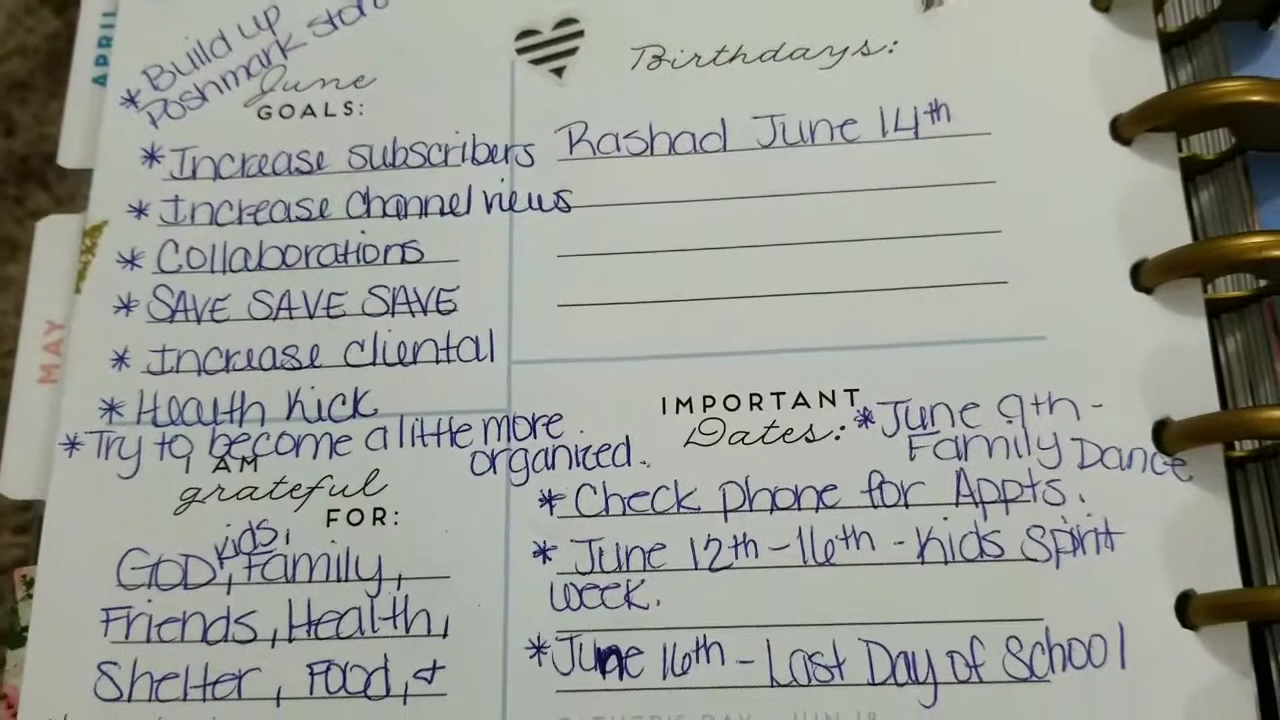 APRIL
MAY
* Build up
Poshmark store
June
GOALS:
* Increase subscribers
* Increase channel views
* Collaborations
* SAVE SAVE SAVE
* Increase cliental
* Health Kick
* Try to become a little more
organized.
I AM
grateful
FOR:
GOD, kids, Family,
Friends, Health,
Shelter, Food, &
Birthdays:
Rashad June 14th
IMPORTANT
Dates:
* June 9th -
Family Dance
* Check phone for Appts.
* June 12th - 16th - Kids Spirit
week.
* June 16th - Last Day of School